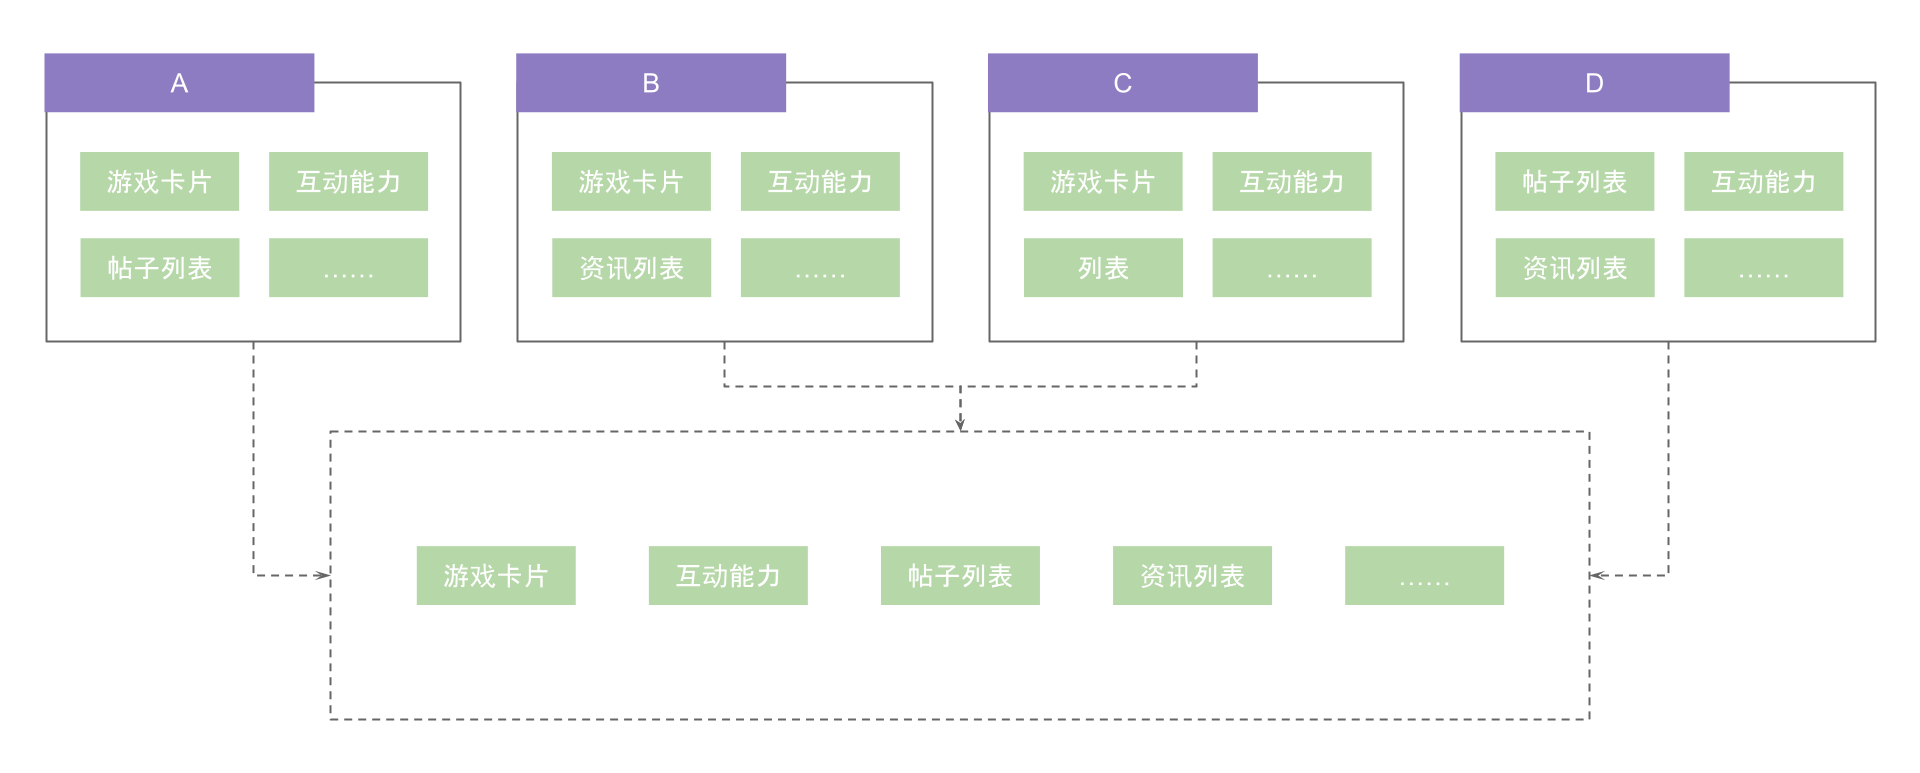 A
B
C
D
游戏卡片
互动能力
游戏卡片
互动能力
游戏卡片
互动能力
帖子列表
互动能力
帖子列表
……
资讯列表
……
列表
……
资讯列表
……
游戏卡片
互动能力
帖子列表
资讯列表
……